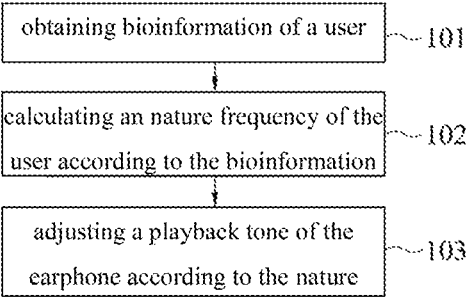 obtaining bioinformation of a user
101
calculating an nature frequency of the
user according to the bioinformation
102
adjusting a playback tone of the
earphone according to the nature
103